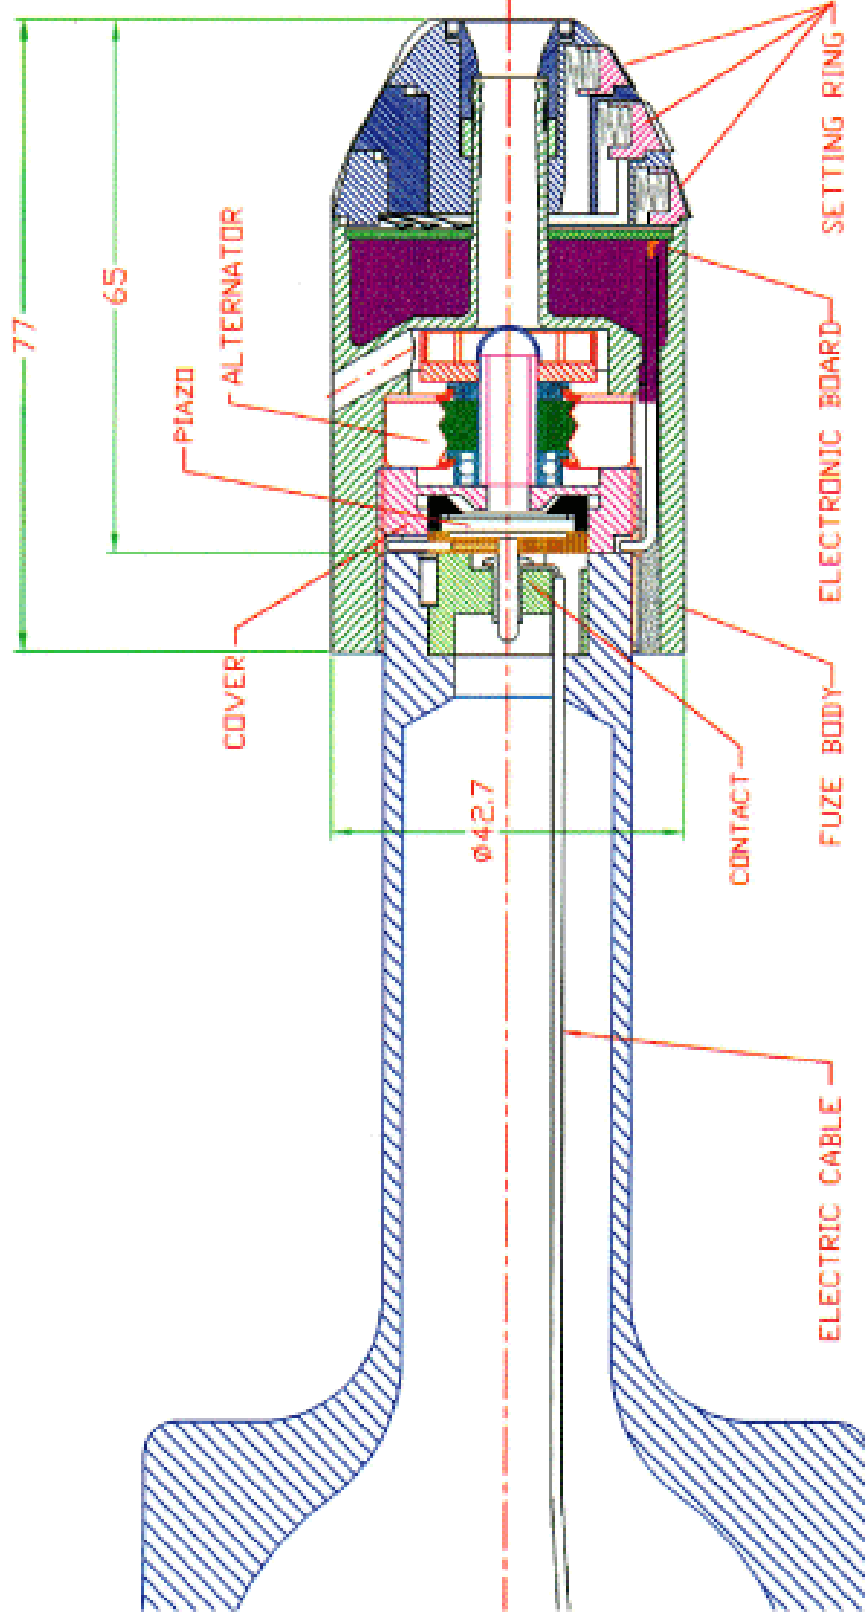 77
65
PIAZO
ALTERNATOR
COVER
Ø42.7
SETTING RING
ELECTRONIC BOARD
FUZE BODY
CONTACT
ELECTRIC CABLE